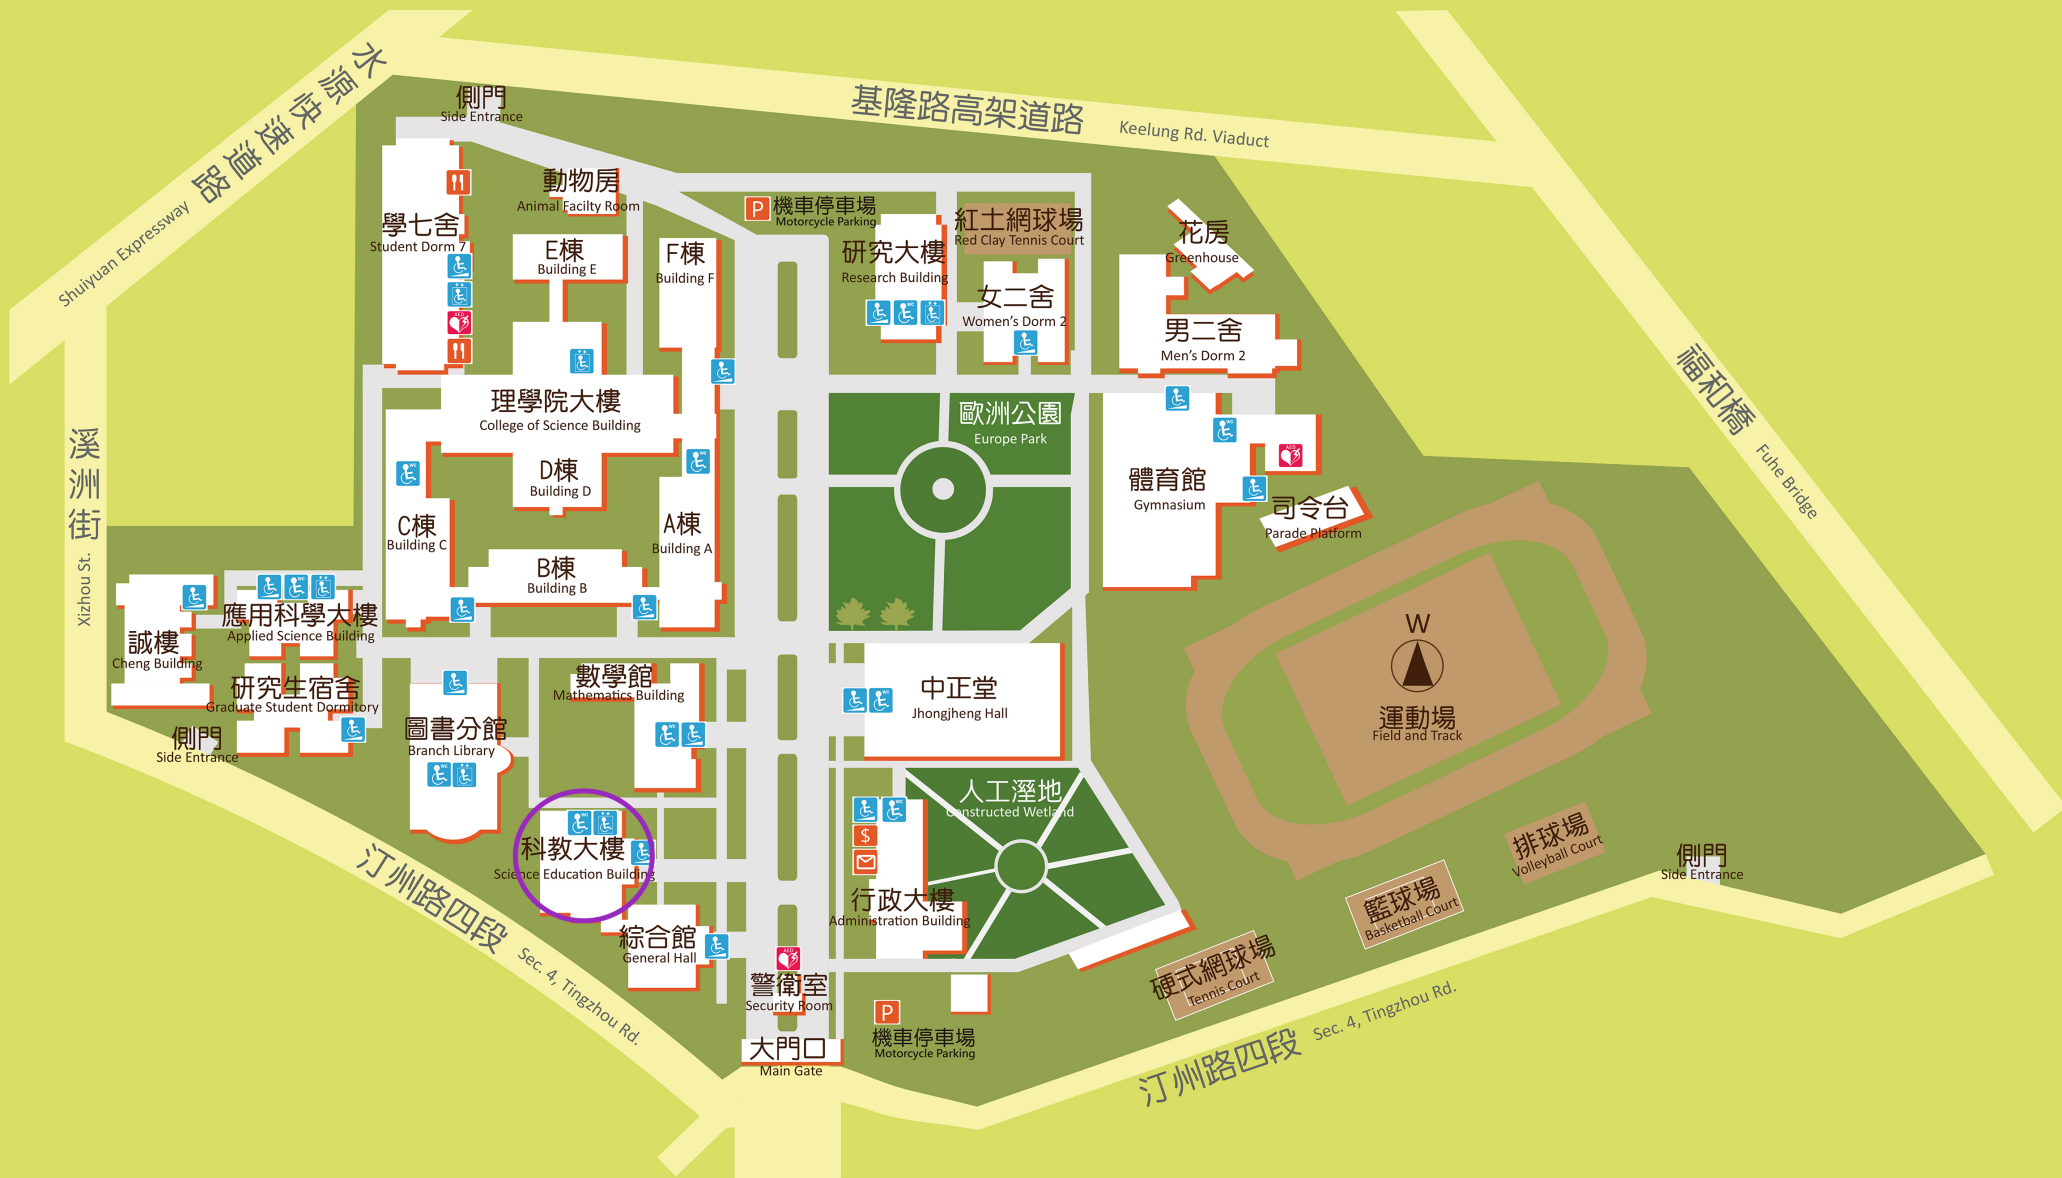 水源快速道路
Shuiyuan Expressway
側門
Side Entrance
基隆路高架道路
Keelung Rd. Viaduct
動物房
Animal Facilty Room
學七舍
Student Dorm 7
AED
E棟
Building E
F棟
Building F
P
機車停車場
Motorcycle Parking
研究大樓
Research Building
WC
紅土網球場
Red Clay Tennis Court
女二舍
Women's Dorm 2
花房
Greenhouse
男二舍
Men's Dorm 2
福和橋
Fuhe Bridge
理學院大樓
College of Science Building
D棟
Building D
WC
C棟
Building C
WC
A棟
Building A
B棟
Building B
歐洲公園
Europe Park
體育館
Gymnasium
WC
AED
司令台
Parade Platform
溪洲街
Xizhou St.
誠樓
Cheng Building
WC
應用科學大樓
Applied Science Building
研究生宿舍
Graduate Student Dormitory
側門
Side Entrance
圖書分館
Branch Library
WC
數學館
Mathematics Building
WC
中正堂
Jhongjheng Hall
WC
W
運動場
Field and Track
人工溼地
Constructed Wetland
WC
$
行政大樓
Administration Building
WC
科教大樓
Science Education Building
綜合館
General Hall
AED
警衛室
Security Room
大門口
Main Gate
P
機車停車場
Motorcycle Parking
排球場
Volleyball Court
籃球場
Basketball Court
硬式網球場
Tennis Court
側門
Side Entrance
汀州路四段
Sec. 4, Tingzhou Rd.
汀州路四段
Sec. 4, Tingzhou Rd.